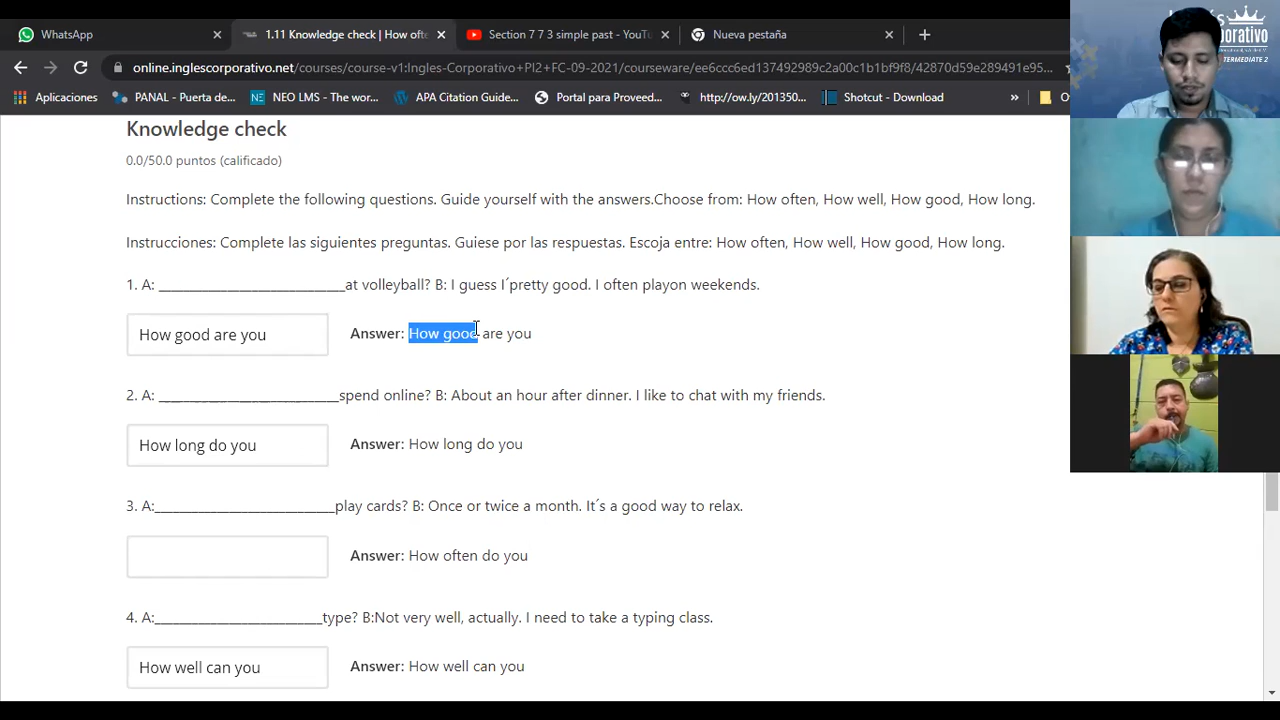 WhatsApp
1.11 Knowledge check | How ofte
Section 7 7 3 simple past - YouTu
Nueva pestaña
online.inglescorporativo.net/courses/course-v1:Ingles-Corporativo
09-2021/courseware/ee6ccc6ed1374
a00c1b1bf9f8/42870d59e289491e95...
Aplicaciones
PANAL - Puerta de...
NEO LMS - The wor...
APA Citation Guide...
Portal para Proveed...
http://ow.ly/201350...
Shotcut - Download
»
TERMEDIATE 2
Knowledge check
0.0/50.0 puntos (calificado)
Instructions: Complete the following questions. Guide yourself with the answers.Choose from: How often, How well, How good, How long.
Instrucciones: Complete las siguientes preguntas. Guiese por las respuestas. Escoja entre: How often, How well, How good, How long.
1. A: ___________________________at volleyball? B: I guess I´pretty good. I often playon weekends.
How good are you
Answer: How good are you
2. A: __________________________spend online? B: About an hour after dinner. I like to chat with my friends.
How long do you
Answer: How long do you
3. A:__________________________play cards? B: Once or twice a month. It´s a good way to relax.
Answer: How often do you
4. A:________________________type? B:Not very well, actually. I need to take a typing class.
How well can you
Answer: How well can you